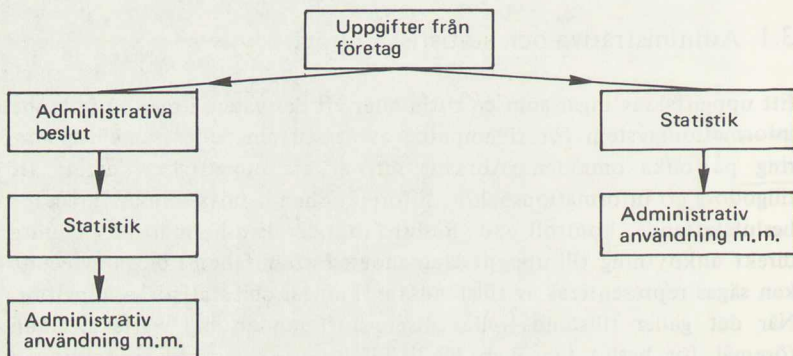 Uppgifter från
företag
Administrativa
beslut
Statistik
Statistik
Administrativ
användning m.m.
Administrativ
användning m.m.